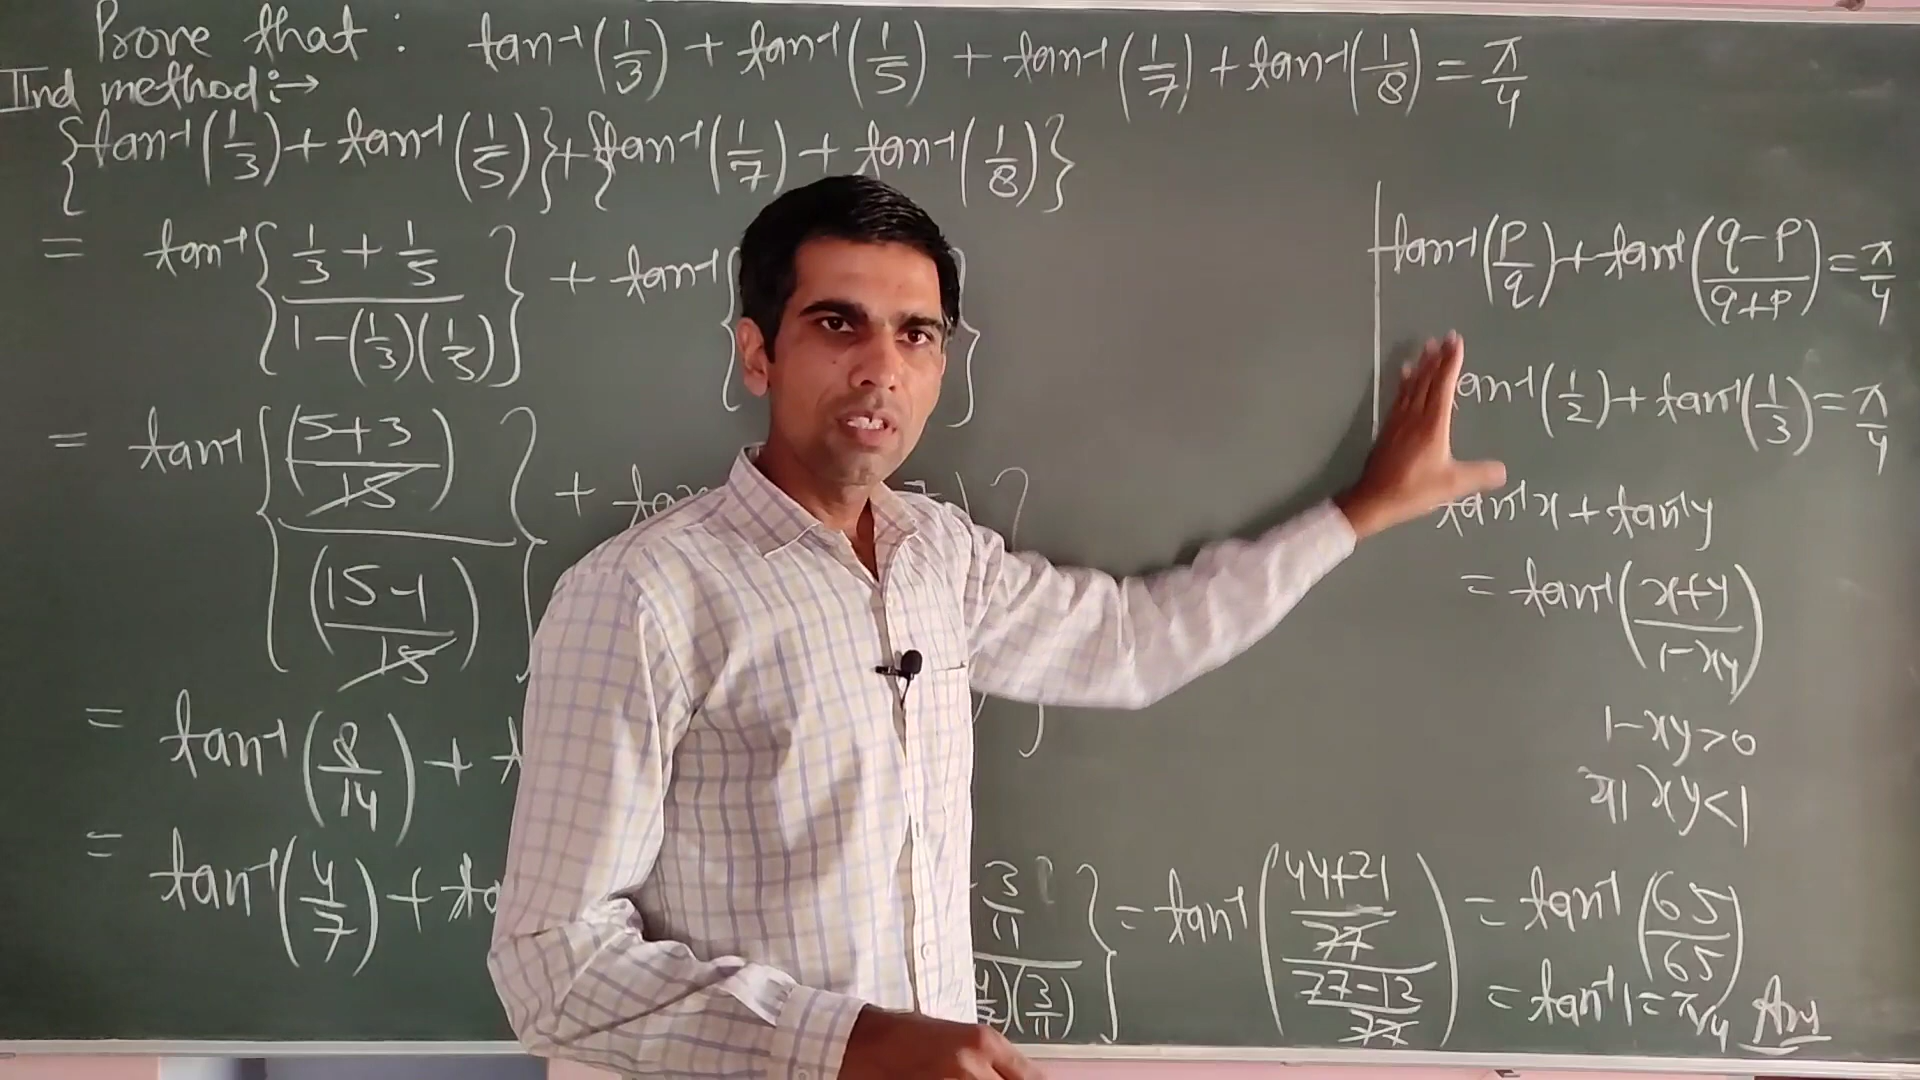 Prove that : tan⁻¹(1/3) + tan⁻¹(1/5) + tan⁻¹(1/7) + tan⁻¹(1/8) = π/4
IInd method :→
{tan⁻¹(1/3) + tan⁻¹(1/5)} + {tan⁻¹(1/7) + tan⁻¹(1/8)}
= tan⁻¹{(1/3 + 1/5)/(1-(1/3)(1/5))} + tan⁻¹{
= tan⁻¹{((5+3)/15)/((15-1)/15)} +
= tan⁻¹(8/14) +
= tan⁻¹(4/7) +
3/11
(3/11)} = tan⁻¹(((44+21)/77)/((77-12)/77)) = tan⁻¹(65/65)
= tan⁻¹1 = π/4 Ans
tan⁻¹(p/q) + tan⁻¹((q-p)/(q+p)) = π/4
tan⁻¹(1/2) + tan⁻¹(1/3) = π/4
tan⁻¹x + tan⁻¹y
= tan⁻¹((x+y)/(1-xy))
1-xy>0
या xy<1